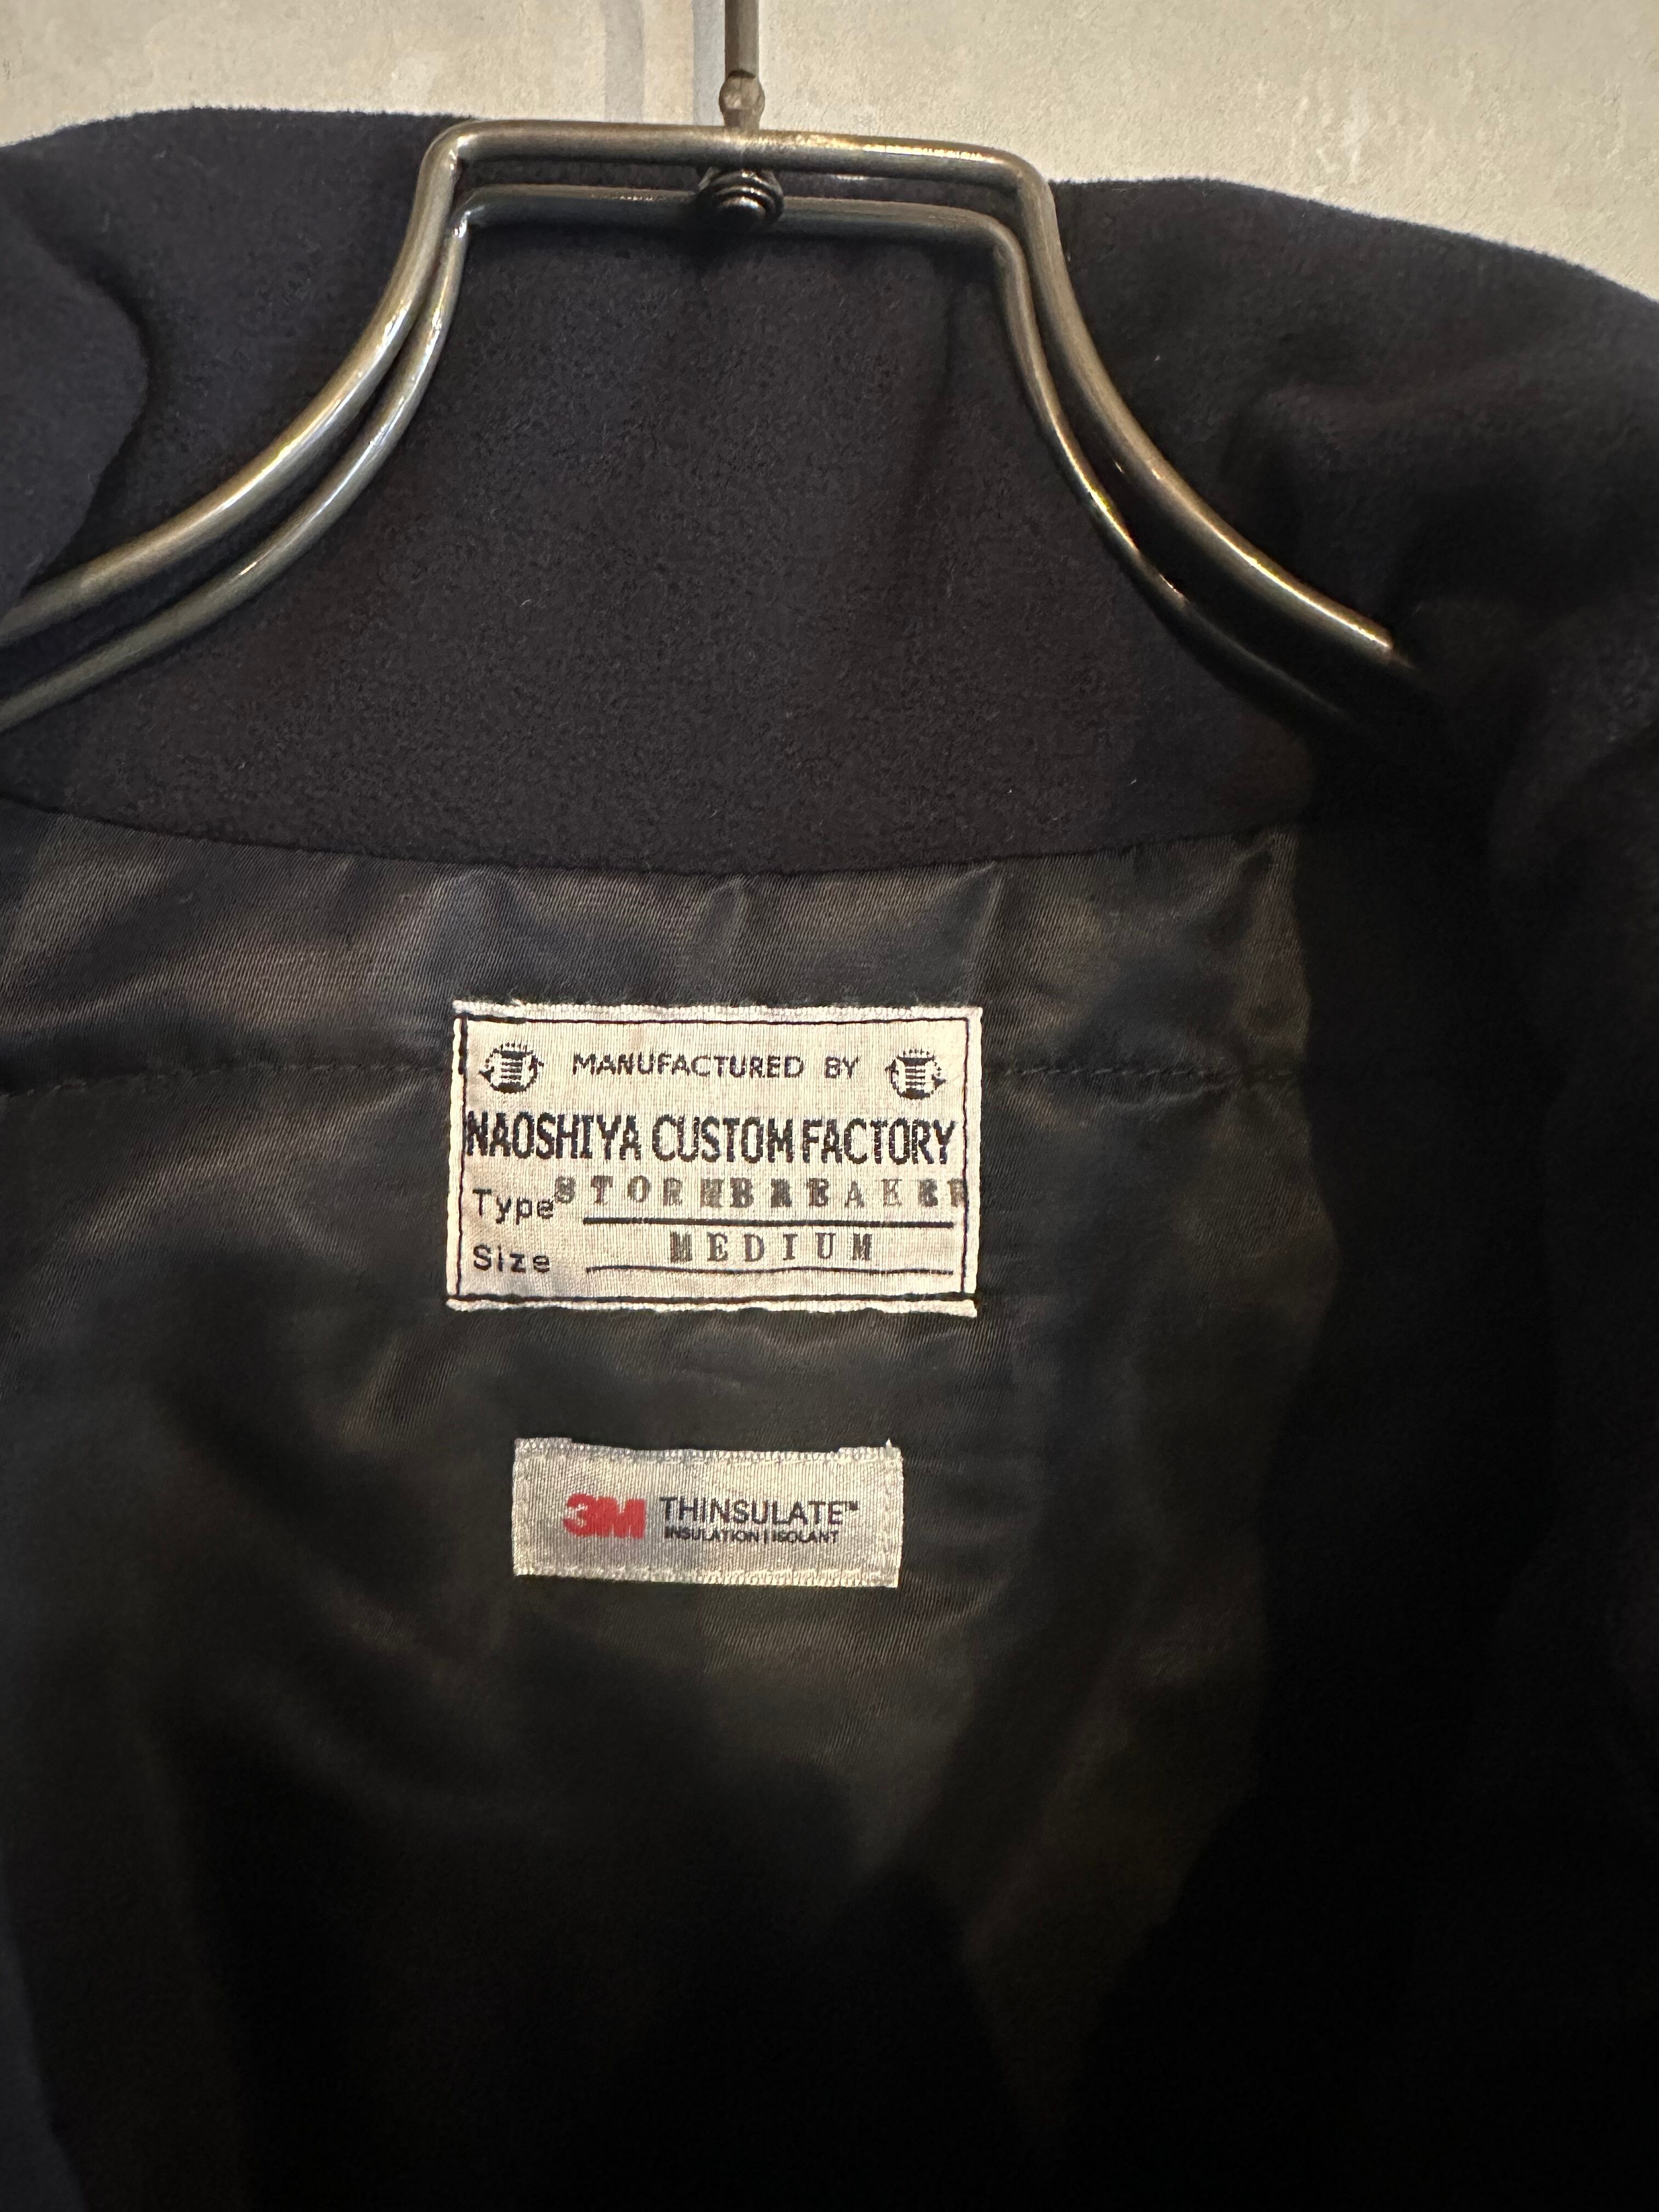 MANUFACTURED BY
NAOSHIYA CUSTOM FACTORY
Type STORMBREAKER
Size MEDIUM
3M THINSULATE™
INSULATION | ISOLANT